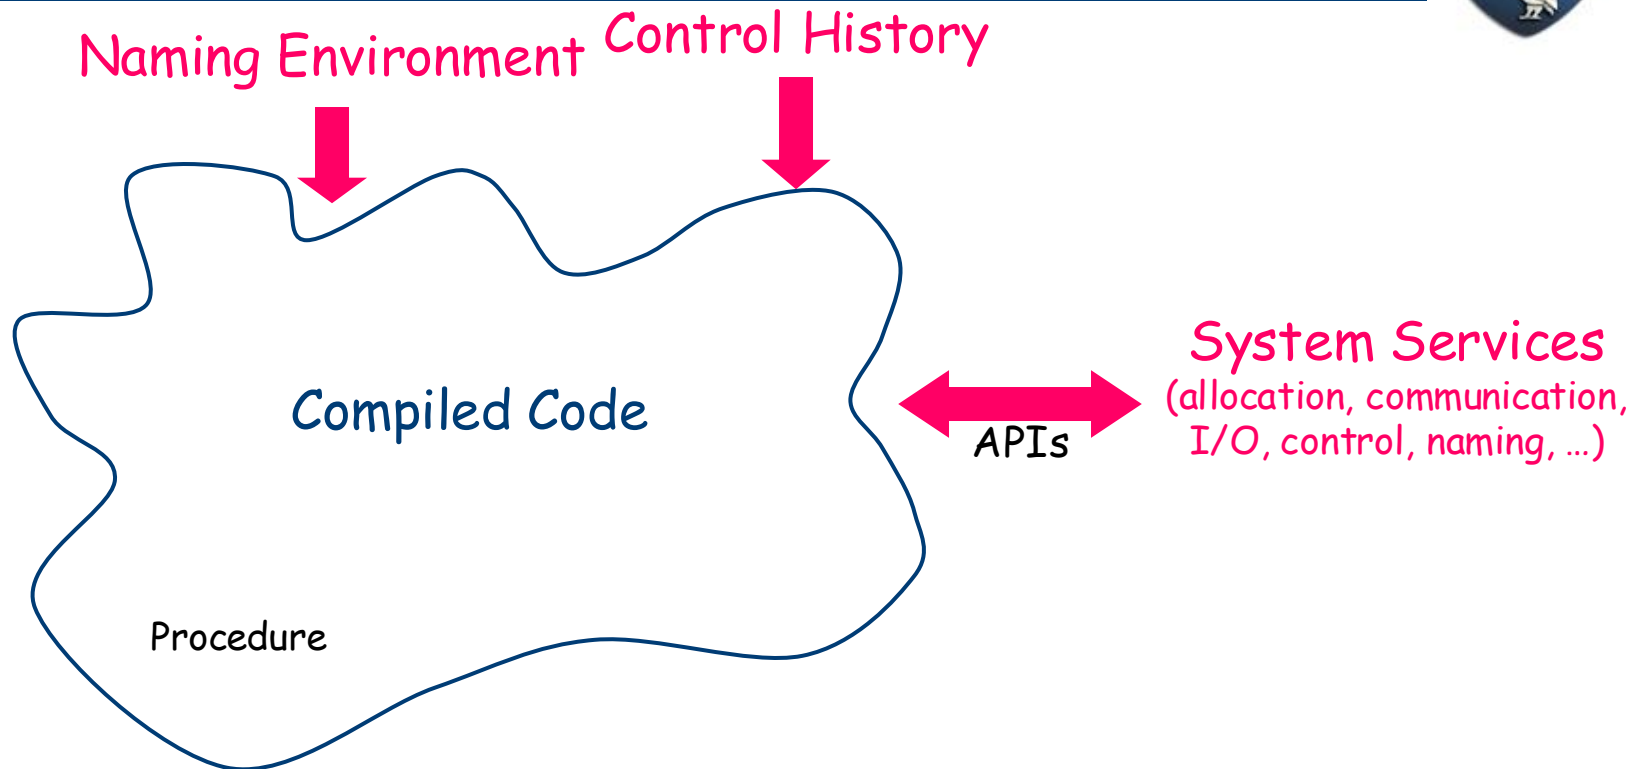 Naming Environment
Control History
Compiled Code
System Services
(allocation, communication,
I/O, control, naming, …)
APIs
Procedure